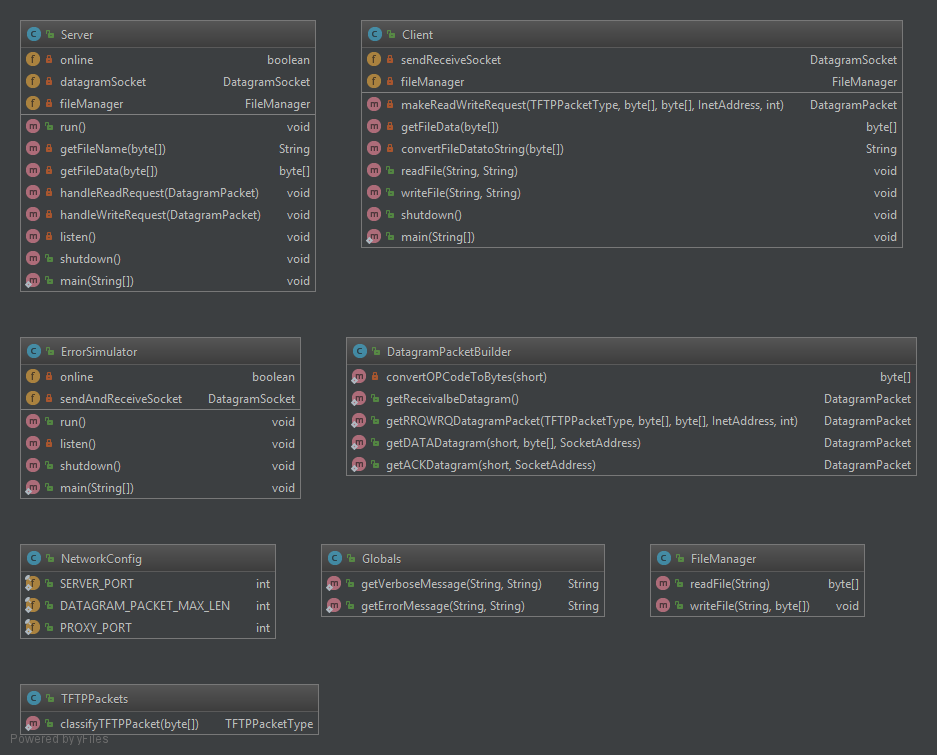 Server
online boolean
datagramSocket DatagramSocket
fileManager FileManager
run() void
getFileName(byte[]) String
getFileData(byte[]) byte[]
handleReadRequest(DatagramPacket) void
handleWriteRequest(DatagramPacket) void
listen() void
shutdown() void
main(String[]) void
Client
sendReceiveSocket DatagramSocket
fileManager FileManager
makeReadWriteRequest(TFTPPacketType, byte[], byte[], InetAddress, int) DatagramPacket
getFileData(byte[]) byte[]
convertFileDatatoString(byte[]) String
readFile(String, String) void
writeFile(String, String) void
shutdown() void
main(String[]) void
ErrorSimulator
online boolean
sendAndReceiveSocket DatagramSocket
run() void
listen() void
shutdown() void
main(String[]) void
DatagramPacketBuilder
convertOPCodeToBytes(short) byte[]
getReceivalbeDatagram() DatagramPacket
getRRQWRQDatagramPacket(TFTPPacketType, byte[], byte[], InetAddress, int) DatagramPacket
getDATADatagram(short, byte[], SocketAddress) DatagramPacket
getACKDatagram(short, SocketAddress) DatagramPacket
NetworkConfig
SERVER_PORT int
DATAGRAM_PACKET_MAX_LEN int
PROXY_PORT int
Globals
getVerboseMessage(String, String) String
getErrorMessage(String, String) String
FileManager
readFile(String) byte[]
writeFile(String, byte[]) void
TFTPPackets
classifyTFTPPacket(byte[]) TFTPPacketType
Powered by yFiles